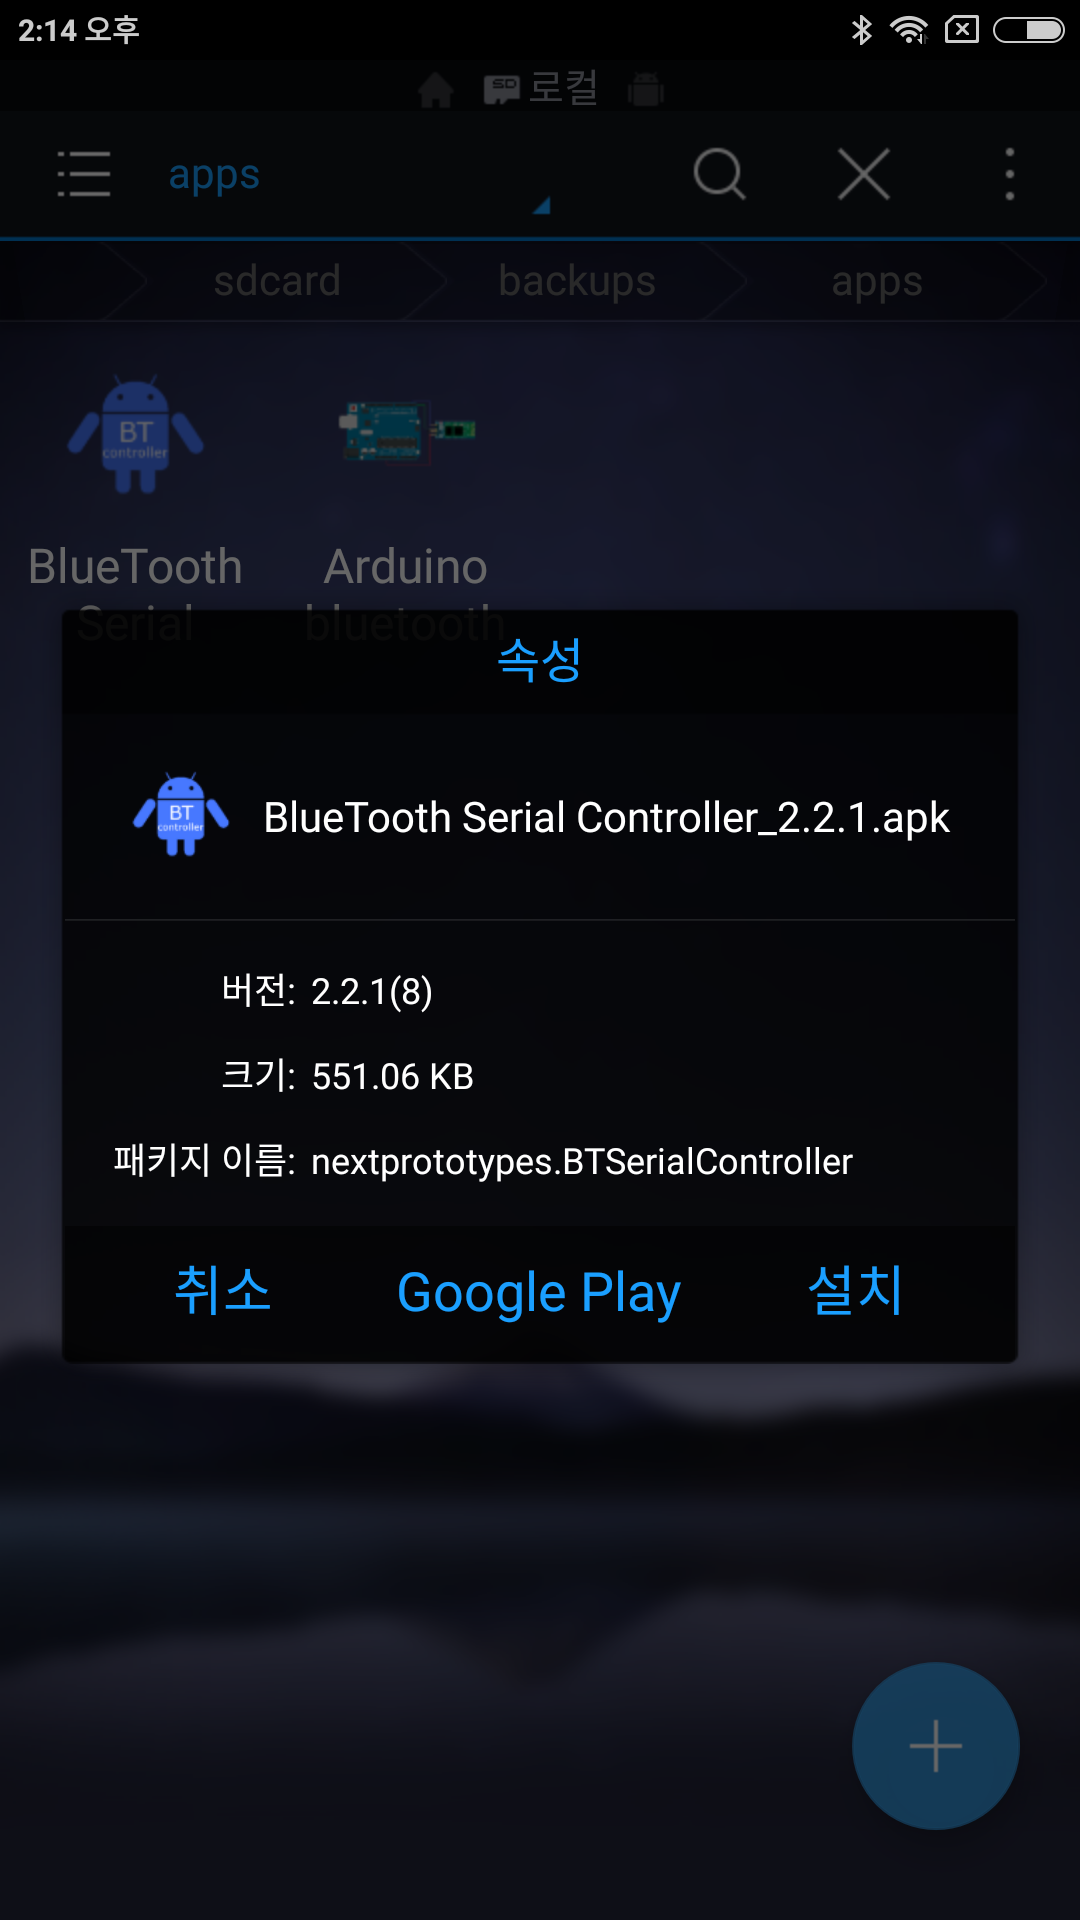 2:14 오후
로컬
apps
sdcard
backups
apps
BT
controller
BlueTooth
Serial
Arduino
bluetooth
속성
BT
controller
BlueTooth Serial Controller_2.2.1.apk
버전: 2.2.1(8)
크기: 551.06 KB
패키지 이름: nextprototypes.BTSerialController
취소
Google Play
설치